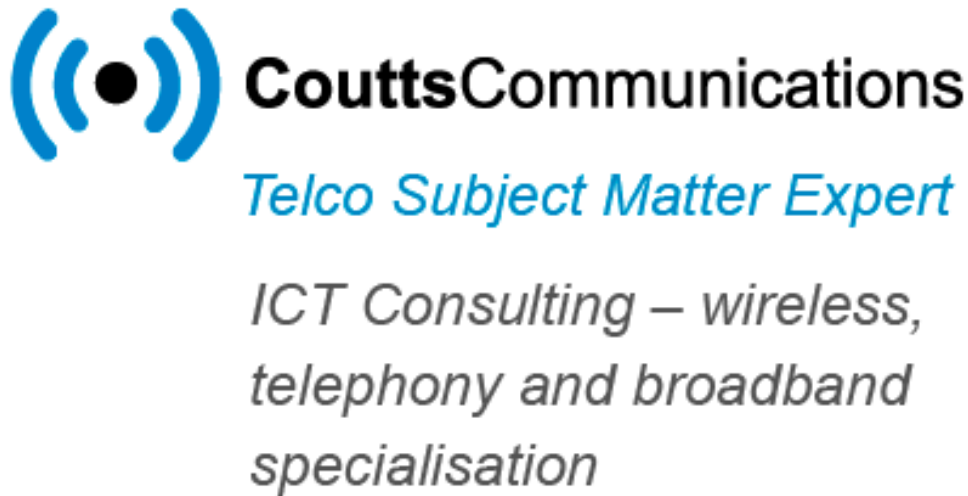 CouttsCommunications
Telco Subject Matter Expert
ICT Consulting – wireless,
telephony and broadband
specialisation